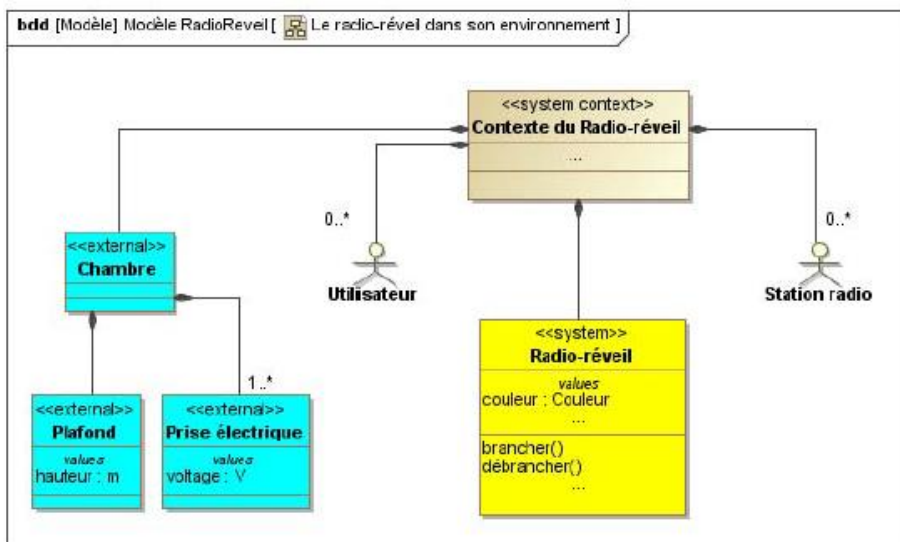 bdd [Modèle] Modèle RadioReveil [ Le radio-réveil dans son environnement ]
<<system context>>
Contexte du Radio-réveil
...
0..*
0..*
<<external>>
Chambre
Utilisateur
Station radio
<<system>>
Radio-réveil
values
couleur : Couleur
...
brancher()
débrancher()
...
1..*
<<external>>
Plafond
values
hauteur : m
<<external>>
Prise électrique
values
voltage : V